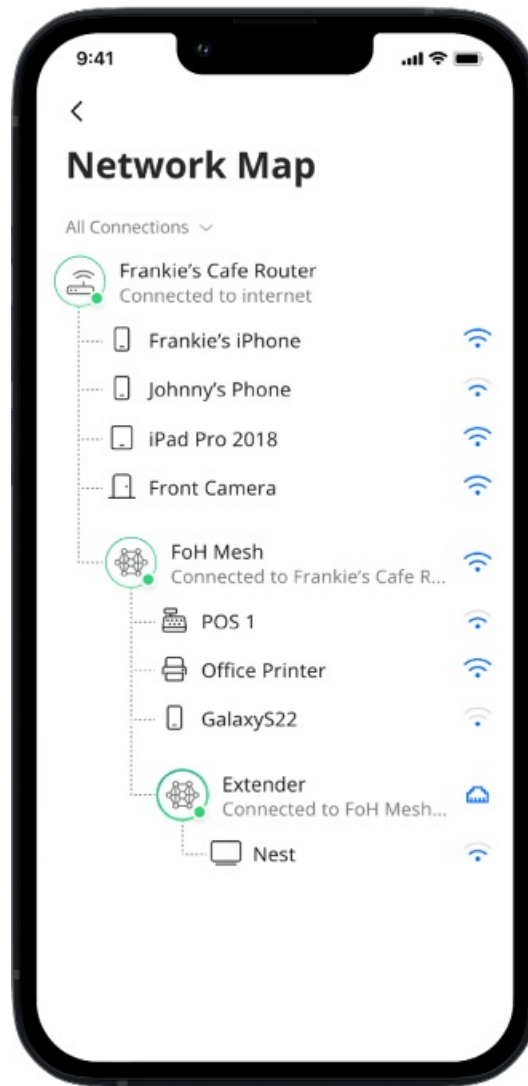 9:41
Network Map
All Connections
Frankie's Cafe Router
Connected to internet
Frankie's iPhone
Johnny's Phone
iPad Pro 2018
Front Camera
FoH Mesh
Connected to Frankie's Cafe R...
POS 1
Office Printer
GalaxyS22
Extender
Connected to FoH Mesh...
Nest